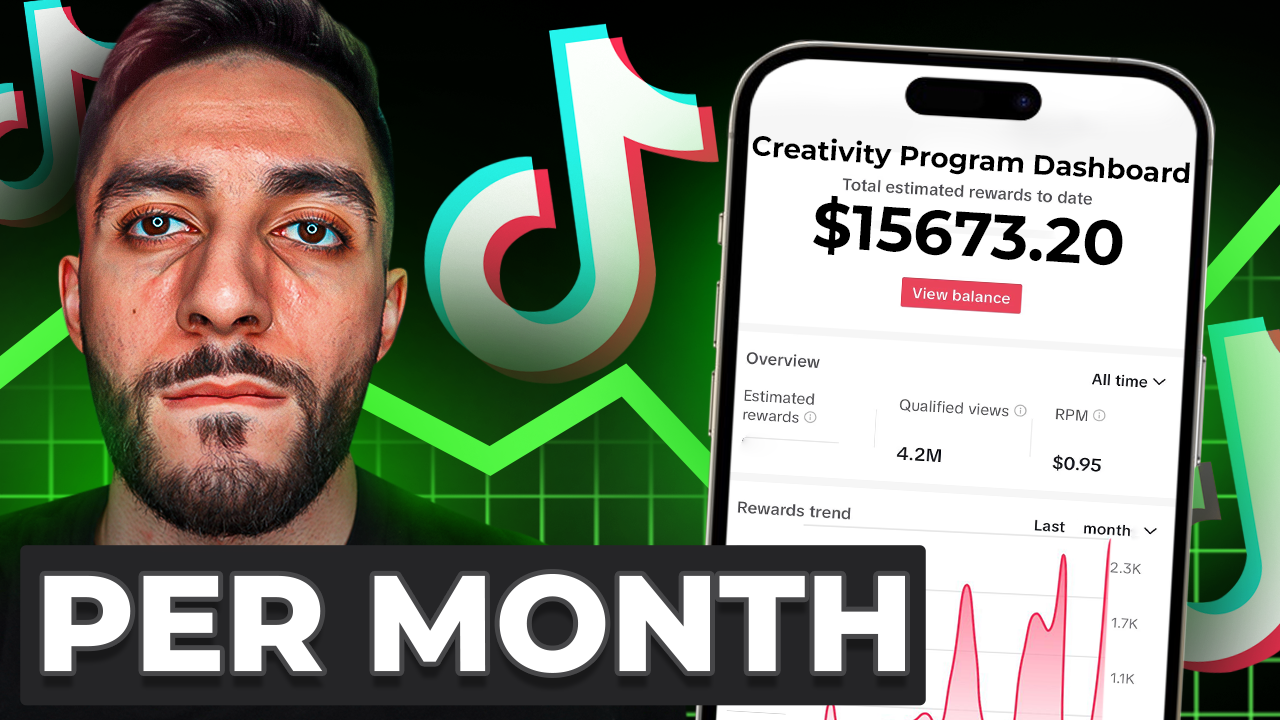 Creativity Program Dashboard
Total estimated rewards to date
$15673.20
View balance
Overview
All time
Estimated
rewards
Qualified views
RPM
4.2M
$0.95
Rewards trend
Last month
2.3K
1.7K
1.1K
PER MONTH